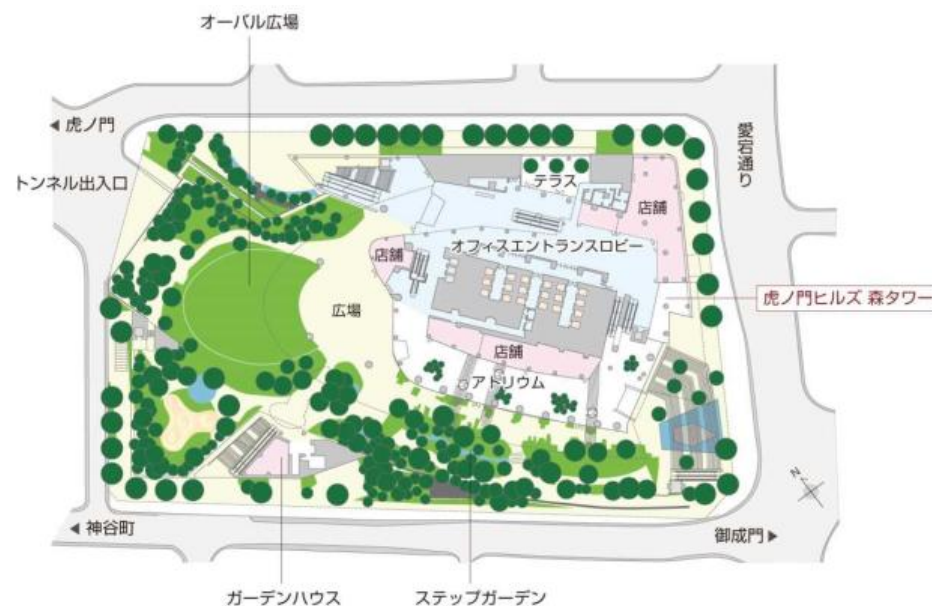 オーバル広場
◀ 虎ノ門
愛宕通り
トンネル出入口
テラス
店舗
オフィスエントランスロビー
店舗
虎ノ門ヒルズ 森タワー
広場
店舗
アトリウム
N
◀ 神谷町
御成門 ▶
ガーデンハウス
ステップガーデン